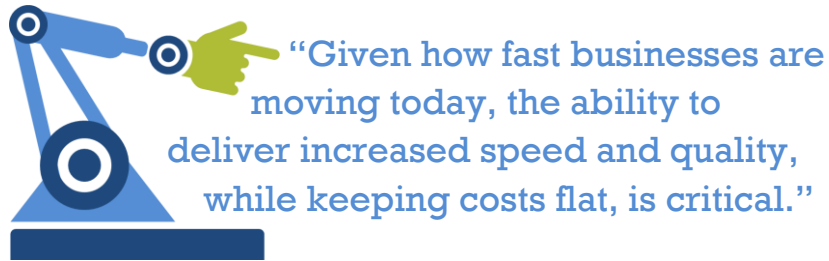 “Given how fast businesses are
moving today, the ability to
deliver increased speed and quality,
while keeping costs flat, is critical.”